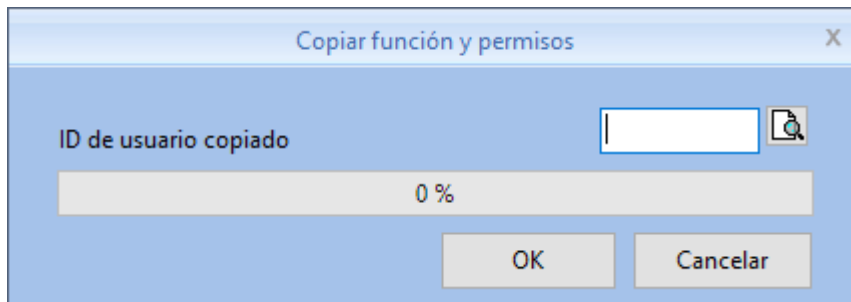 Copiar función y permisos
X
ID de usuario copiado
0 %
OK
Cancelar